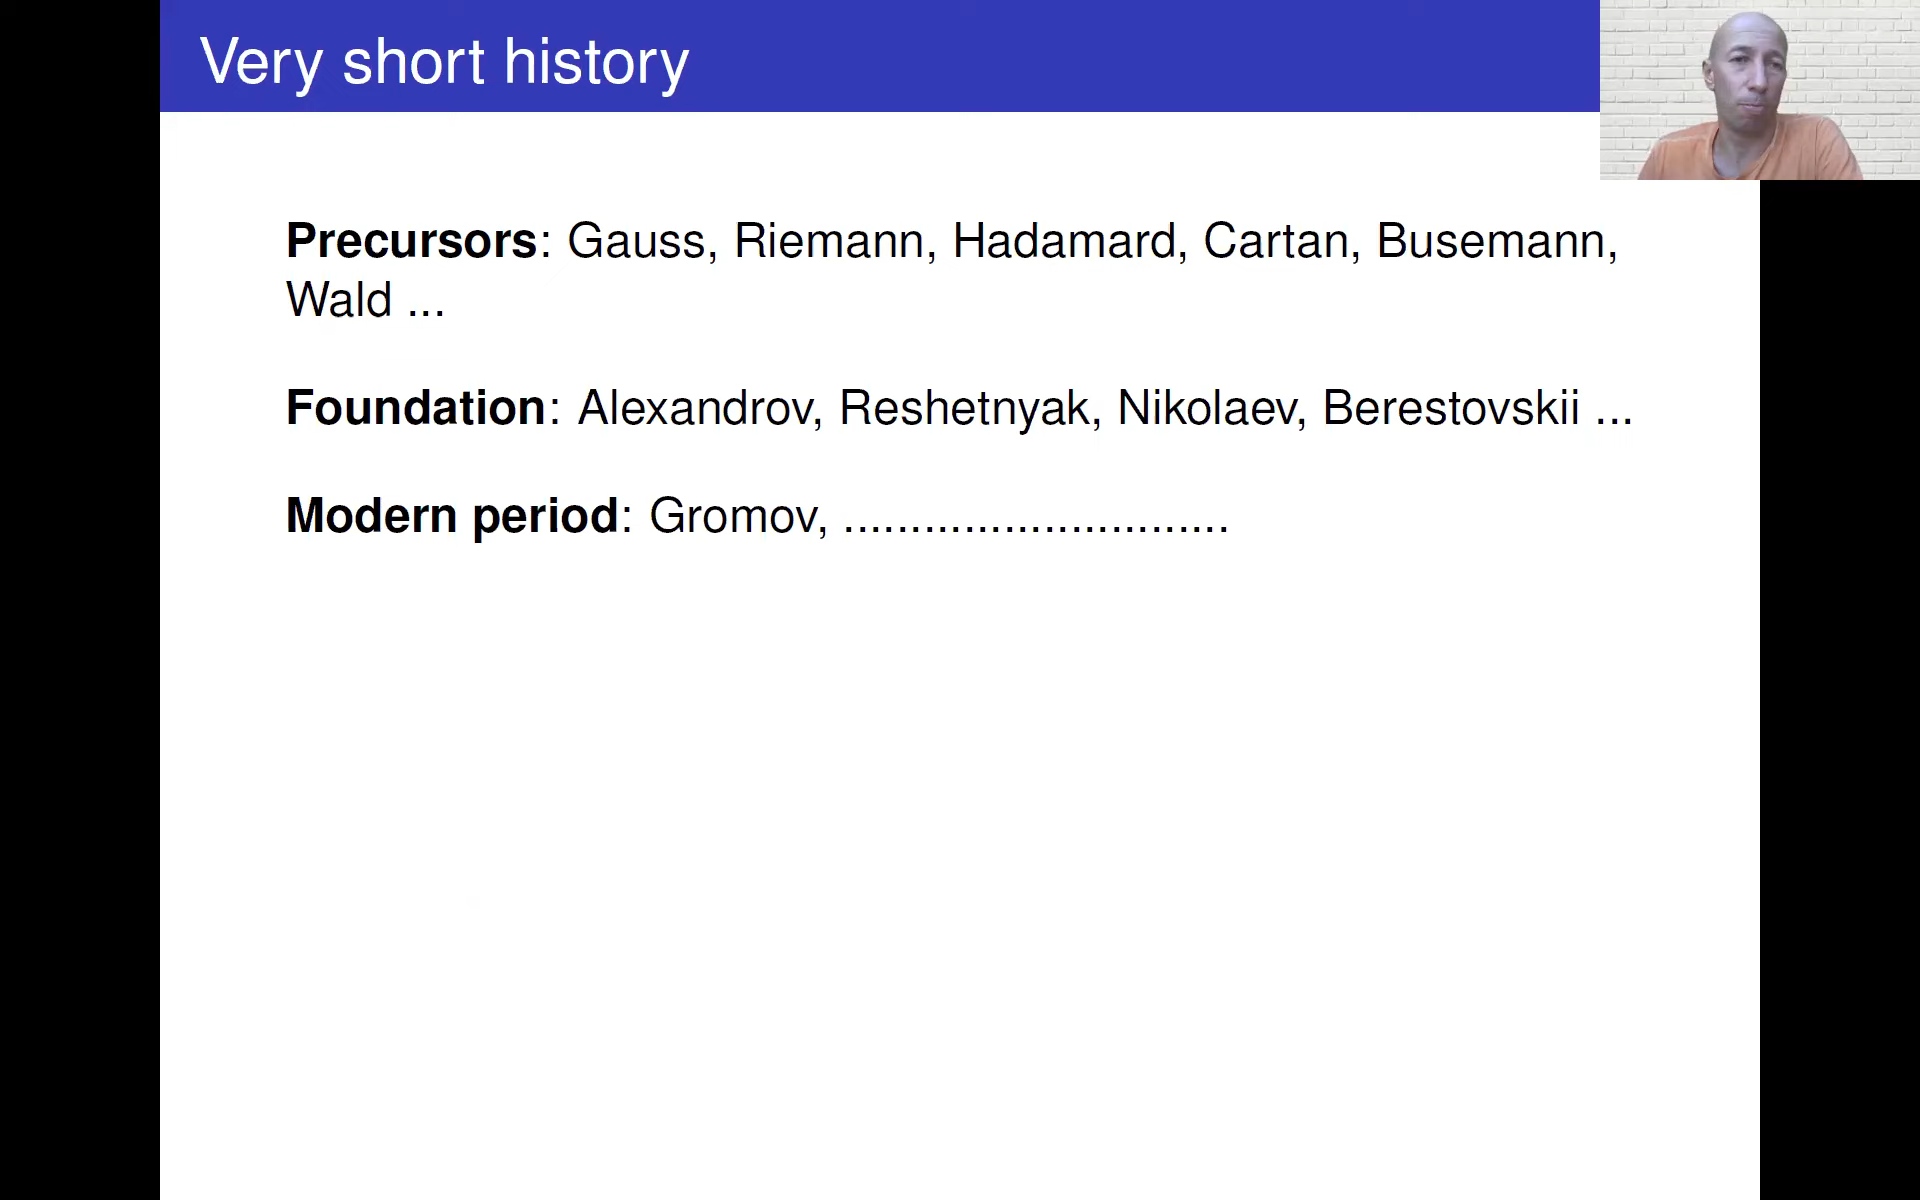 Very short history
Precursors: Gauss, Riemann, Hadamard, Cartan, Busemann,
Wald ...
Foundation: Alexandrov, Reshetnyak, Nikolaev, Berestovskii ...
Modern period: Gromov, .............................